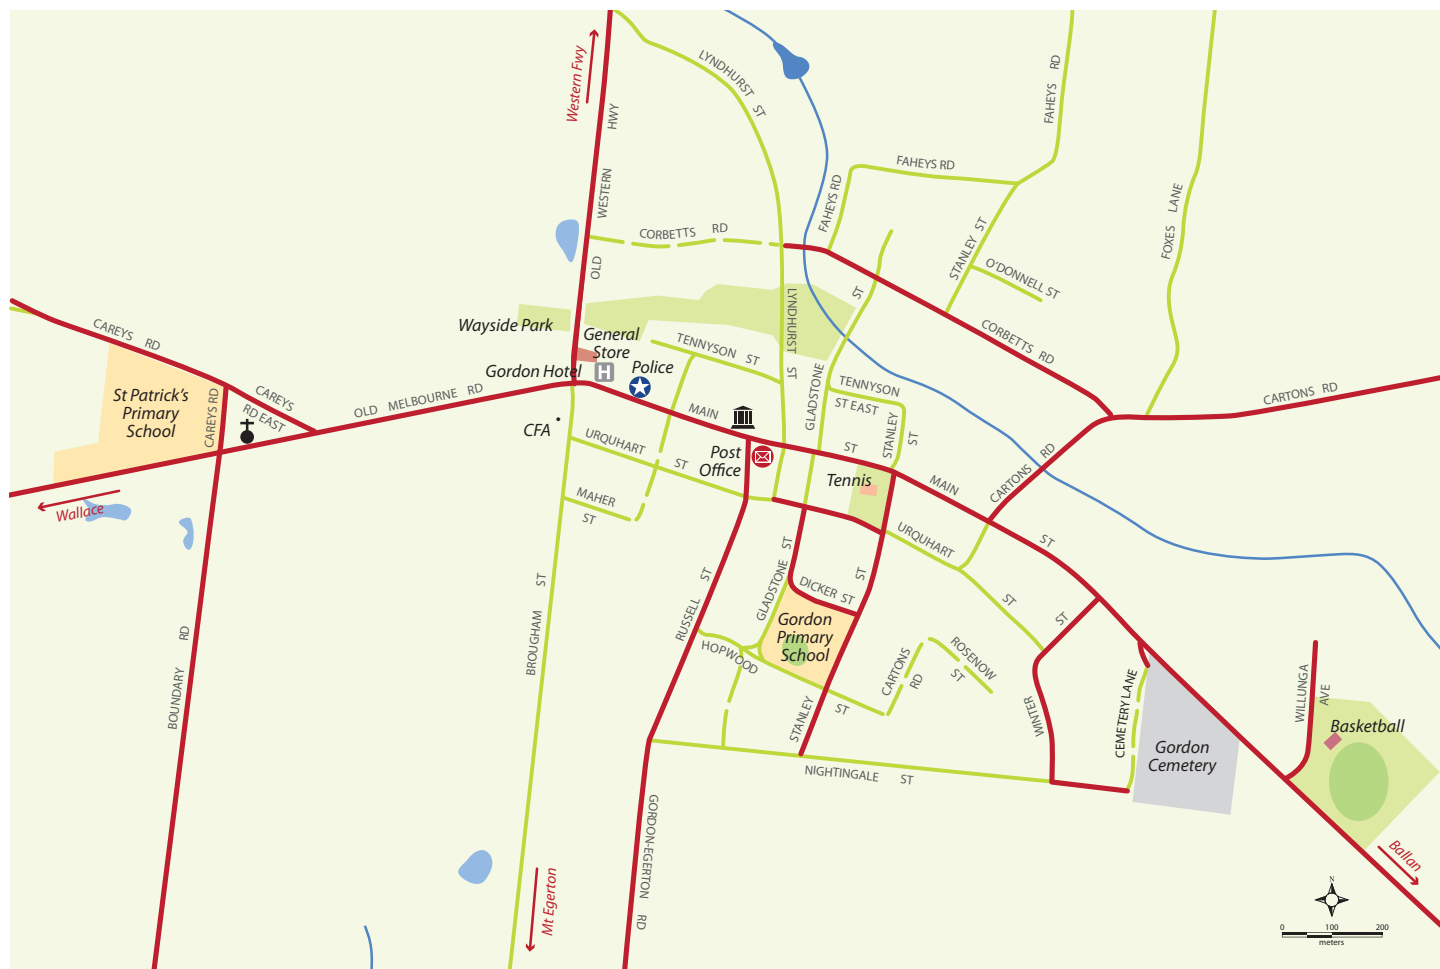 Western Fwy
HWY
WESTERN
OLD
LYNDHURST ST
FAHEYS RD
FAHEYS RD
FAHEYS RD
FOXES LANE
CORBETTS RD
STANLEY ST
O'DONNELL ST
LYNDHURST ST
ST
GLADSTONE
Wayside Park
General
Store
Gordon Hotel
H
Police
TENNYSON ST
CORBETTS RD
TENNYSON
ST EAST
STANLEY ST
CARTONS RD
CAREYS RD
St Patrick's
Primary
School
CAREYS
RD EAST
CAREYS RD
OLD MELBOURNE RD
CFA
MAIN
ST
MAIN
ST
URQUHART ST
Post
Office
Tennis
CARTONS RD
MAHER
ST
Wallace
URQUHART
ST
BROUGHAM ST
BOUNDARY RD
RUSSELL ST
GLADSTONE ST
DICKER ST
ST
STANLEY
Gordon
Primary
School
HOPWOOD
ST
CARTONS
RD
ROSENOW
ST
ST
WINTER
CEMETERY LANE
Gordon
Cemetery
WILLUNGA
AVE
Basketball
NIGHTINGALE ST
GORDON-EGERTON RD
Mt Egerton
Ballan
N
0 100 200
meters